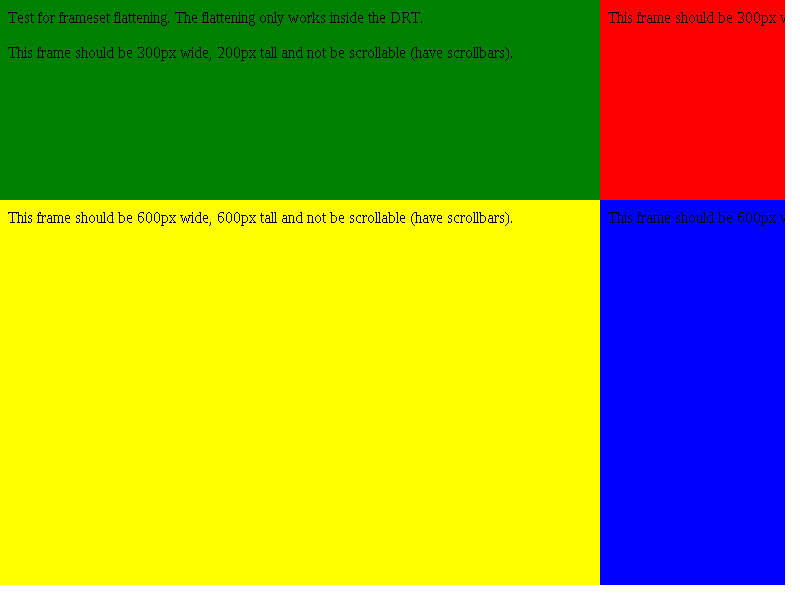 Test for frameset flattening. The flattening only works inside the DRT.
This frame should be 300px wide, 200px tall and not be scrollable (have scrollbars).
This frame should be 300px
This frame should be 600px wide, 600px tall and not be scrollable (have scrollbars).
This frame should be 600px